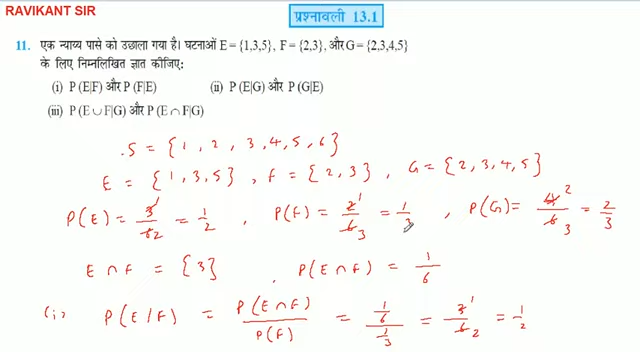 RAVIKANT SIR
प्रश्नावली 13.1
11. एक न्याय्य पासे को उछाला गया है। घटनाओं E = {1,3,5}, F = {2,3}, और G = {2,3,4,5}
के लिए निम्नलिखित ज्ञात कीजिए:
(i) P (E|F) और P (F|E) (ii) P (E|G) और P (G|E)
(iii) P (E ∪ F|G) और P (E ∩ F|G)
S = {1, 2, 3, 4, 5, 6}
E = {1, 3, 5}, F = {2, 3}, G = {2, 3, 4, 5}
P(E) = 3/6 = 1/2, P(F) = 2/6 = 1/3, P(G) = 4/6 = 2/3
E ∩ F = {3} P(E ∩ F) = 1/6
(i) P(E/F) = P(E ∩ F)/P(F) = (1/6)/(1/3) = 3/6 = 1/2